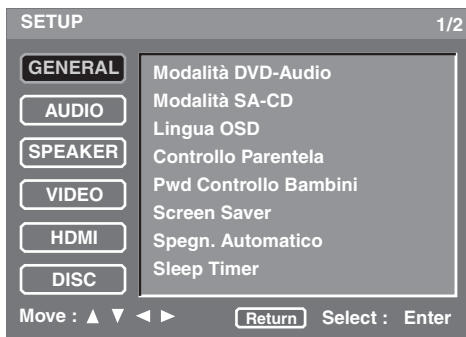 SETUP 1/2
GENERAL
AUDIO
SPEAKER
VIDEO
HDMI
DISC
Modalità DVD-Audio
Modalità SA-CD
Lingua OSD
Controllo Parentela
Pwd Controllo Bambini
Screen Saver
Spegn. Automatico
Sleep Timer
Move : ▲ ▼ ◄ ► Return Select : Enter